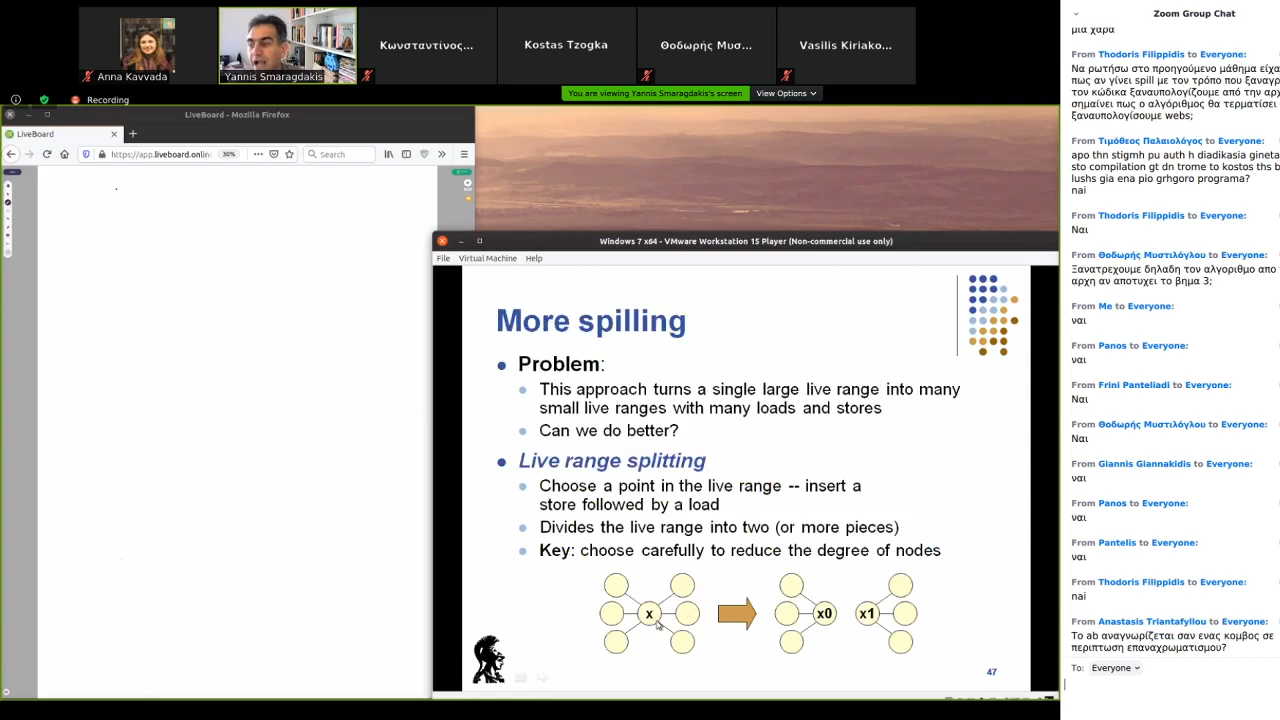 Anna Kavvada
Yannis Smaragdakis
Κωνσταντίνος...
Kostas Tzogka
Θοδωρής Μυσ...
Vasilis Kiriako...
Recording
You are viewing Yannis Smaragdakis's screen
View Options
LiveBoard - Mozilla Firefox
LiveBoard
https://app.liveboard.onlin
30%
Search
Windows 7 x64 - VMware Workstation 15 Player (Non-commercial use only)
File Virtual Machine Help
More spilling
Problem:
This approach turns a single large live range into many
small live ranges with many loads and stores
Can we do better?
Live range splitting
Choose a point in the live range -- insert a
store followed by a load
Divides the live range into two (or more pieces)
Key: choose carefully to reduce the degree of nodes
x
x0
x1
47
Zoom Group Chat
μια χαρα
From Thodoris Filippidis to Everyone:
Να ρωτήσω στο προηγούμενο μάθημα είχα
πως αν γίνει spill με τον τρόπο που ξαναγρ
τον κώδικα ξαναυπολογίζουμε από την αρχ
σημαίνει πως ο αλγόριθμος θα τερματίσει
ξαναυπολογίσουμε webs;
From Τιμόθεος Παλαιολόγος to Everyone:
apo thn stigmh pu auth h diadikasia gineta
sto compilation gt dn trome to kostos ths b
lushs gia ena pio grhgoro programa?
nai
From Thodoris Filippidis to Everyone:
Ναι
From Θοδωρής Μυστιλόγλου to Everyone:
Ξανατρεχουμε δηλαδη τον αλγοριθμο απο
αρχη αν αποτυχει το βημα 3;
From Me to Everyone:
ναι
From Panos to Everyone:
ναι
From Frini Panteliadi to Everyone:
Ναι
From Θοδωρής Μυστιλόγλου to Everyone:
Ναι
From Giannis Giannakidis to Everyone:
ναι
From Panos to Everyone:
ναι
From Pantelis to Everyone:
ναι
From Thodoris Filippidis to Everyone:
nai
From Anastasis Triantafyllou to Everyone:
Το ab αναγνωρίζεται σαν ενας κομβος σε
περιπτωση επαναχρωματισμου?
To: Everyone